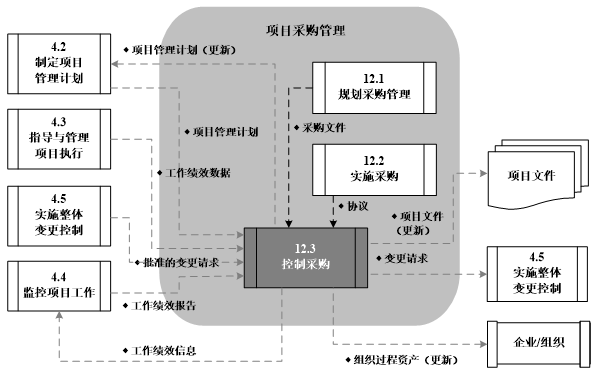 项目采购管理
4.2
制定项目
管理计划
◆ 项目管理计划（更新）
12.1
规划采购管理
4.3
指导与管理
项目执行
◆ 项目管理计划
◆ 采购文件
◆ 工作绩效数据
12.2
实施采购
项目文件
4.5
实施整体
变更控制
◆ 协议
◆ 项目文件
（更新）
12.3
控制采购
◆ 批准的变更请求
◆ 变更请求
4.5
实施整体
变更控制
4.4
监控项目工作
◆ 工作绩效报告
企业/组织
◆ 工作绩效信息
◆ 组织过程资产（更新）